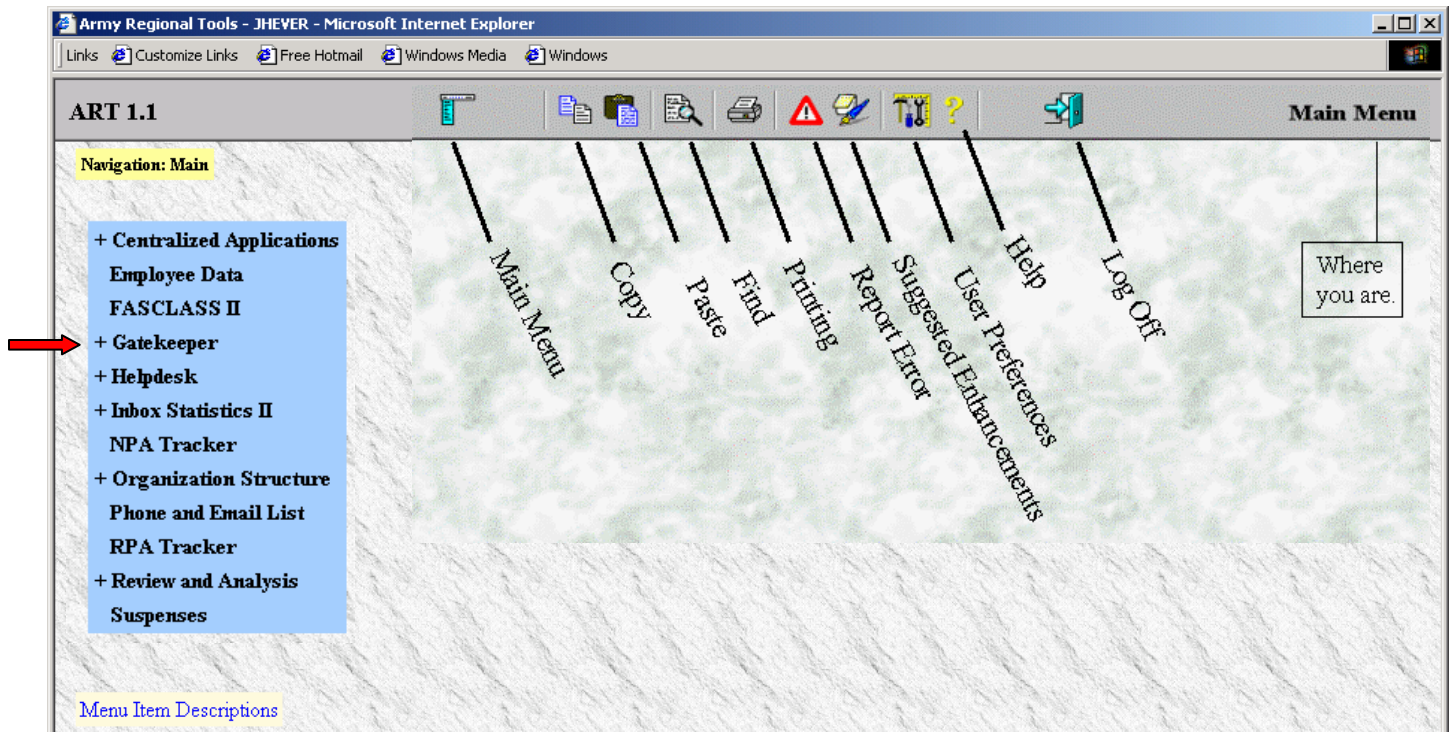 Army Regional Tools - JHEVER - Microsoft Internet Explorer
Links Customize Links Free Hotmail Windows Media Windows
ART 1.1
Main Menu
Navigation: Main
+ Centralized Applications
Employee Data
FASCLASS II
+ Gatekeeper
+ Helpdesk
+ Inbox Statistics II
NPA Tracker
+ Organization Structure
Phone and Email List
RPA Tracker
+ Review and Analysis
Suspenses
Menu Item Descriptions
Main Menu
Copy
Paste
Find
Printing
Report Error
Suggested Enhancements
User Preferences
Help
Log Off
Where
you are.